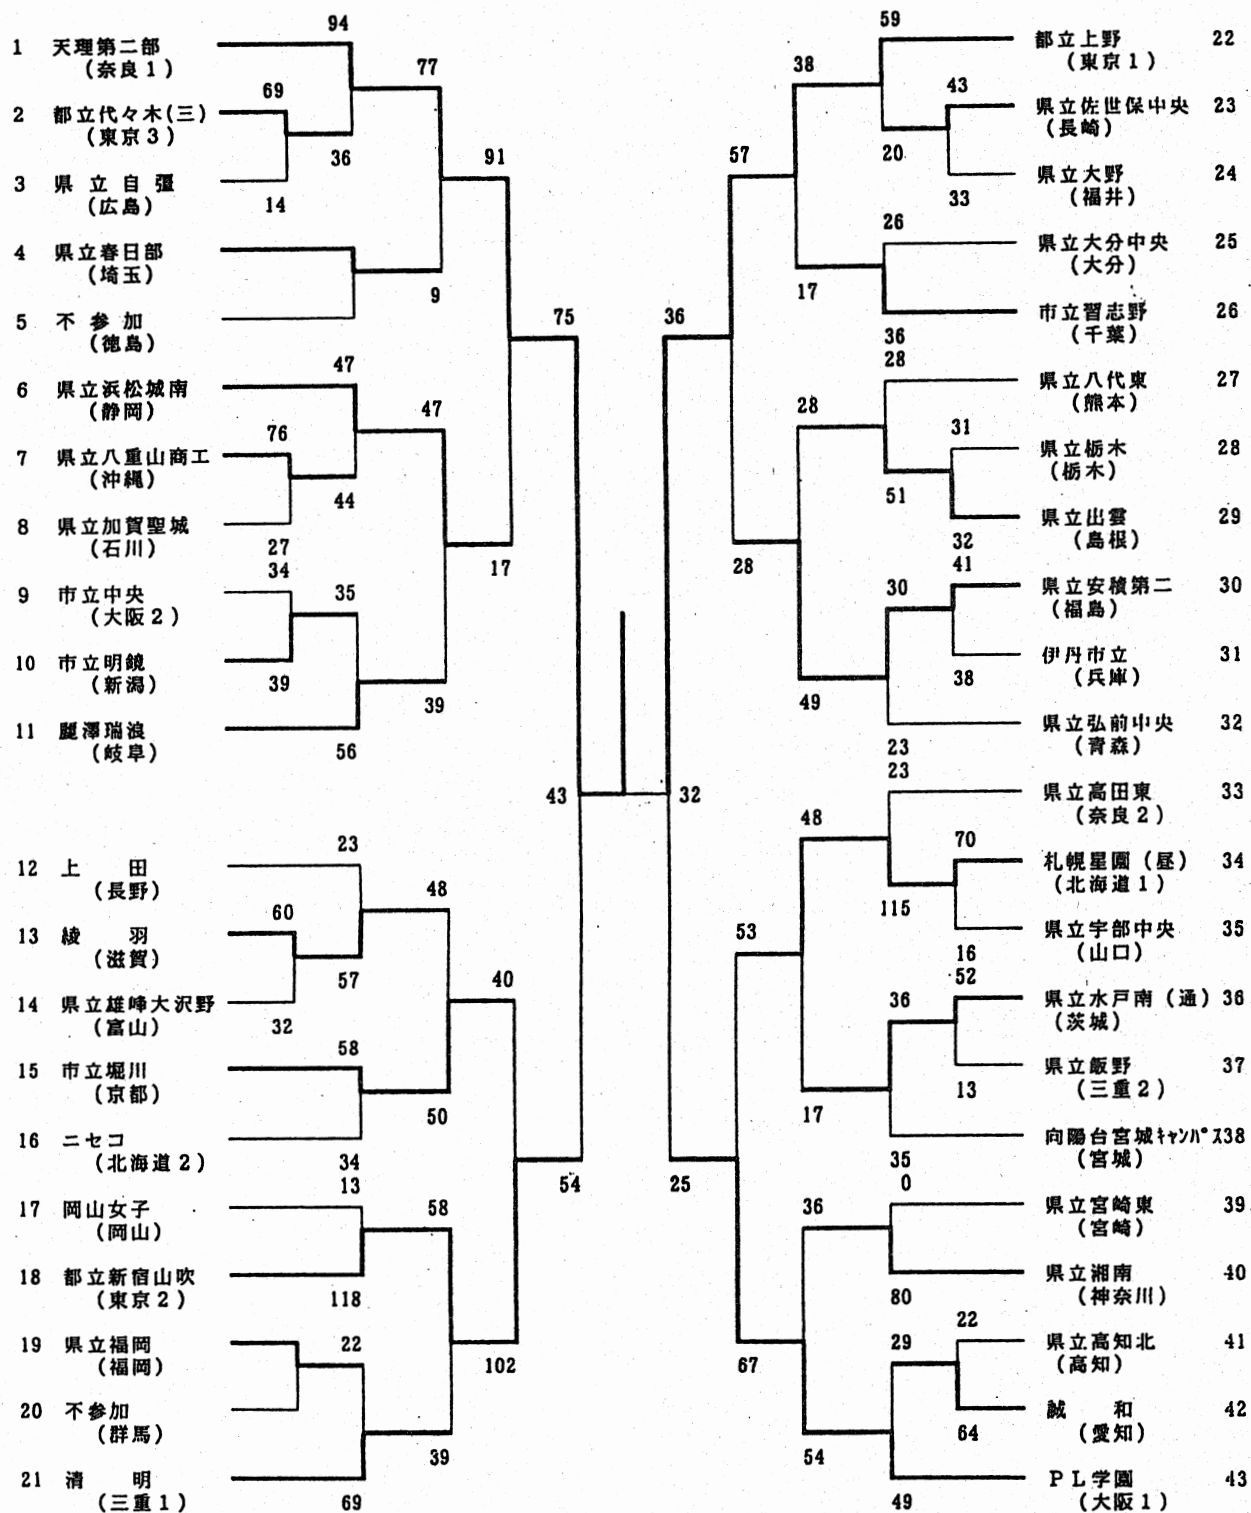 94
1 天理第二部
(奈良1)
77
69
2 都立代々木(三)
(東京3)
36
91
3 県立自彊
(広島)
14
4 県立春日部
(埼玉)
9
5 不参加
(徳島)
75
47
6 県立浜松城南
(静岡)
47
76
7 県立八重山商工
(沖縄)
44
8 県立加賀聖城
(石川)
27
17
34
9 市立中央
(大阪2)
35
10 市立明鏡
(新潟)
39
39
11 麗澤瑞浪
(岐阜)
56
43
23
12 上田
(長野)
48
60
13 綾羽
(滋賀)
57
40
14 県立雄峰大沢野
(富山)
32
58
15 市立堀川
(京都)
50
16 ニセコ
(北海道2)
34
54
13
17 岡山女子
(岡山)
58
18 都立新宿山吹
(東京2)
118
19 県立福岡
(福岡)
22
102
20 不参加
(群馬)
39
21 清明
(三重1)
69
59
都立上野 22
(東京1)
38
43
県立佐世保中央 23
(長崎)
20
57
県立大野 24
(福井)
33
26
県立大分中央 25
(大分)
17
市立習志野 26
(千葉)
36
36
28
県立八代東 27
(熊本)
28
31
県立栃木 28
(栃木)
51
県立出雲 29
(島根)
32
28
41
県立安積第二 30
(福島)
30
伊丹市立 31
(兵庫)
38
49
県立弘前中央 32
(青森)
23
32
23
県立高田東 33
(奈良2)
48
70
札幌星園(昼) 34
(北海道1)
115
53
県立宇部中央 35
(山口)
16
52
県立水戸南(通) 36
(茨城)
36
県立飯野 37
(三重2)
13
17
向陽台宮城キャンパス38
(宮城)
35
25
0
県立宮崎東 39
(宮崎)
36
県立湘南 40
(神奈川)
80
22
県立高知北 41
(高知)
29
67
誠和 42
(愛知)
64
54
PL学園 43
(大阪1)
49